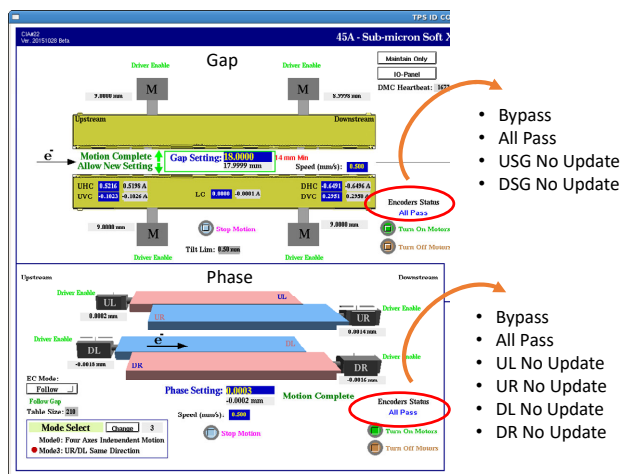 TPS ID CO
CIA#22
Ver. 20151028 Beta
45A - Sub-micron Soft X
Driver Enable
Gap
Driver Enable
Maintain Only
IO-Panel
DMC Heartbeat:
M
M
9.0000 mm
8.9998 mm
Upstream
Downstream
e-
Motion Complete
Allow New Setting
Gap Setting: 18.0000
17.9999 mm
14 mm Min
Speed (mm/s): 0.500
UHC 0.5216 0.5198 A
UVC -0.1023 -0.1026 A
LC 0.0000 -0.0001 A
DHC -0.6491 -0.6496 A
DVC 0.2951 0.2950 A
Encoders Status
All Pass
9.0000 mm
M
Stop Motion
M
9.0000 mm
Turn On Motors
Tilt Lim: 0.50 mm
Turn Off Motors
Driver Enable
Driver Enable
• Bypass
• All Pass
• USG No Update
• DSG No Update
Upstream
Phase
Downstream
Driver Enable
UL
UL
0.0002 mm
UR
Driver Enable
UR
0.0014 mm
Driver Enable
e-
DL
DL
-0.0018 mm
DR
Driver Enable
DR
-0.0016 mm
EC Mode:
Follow
Follow Gap
Table Size: 210
Phase Setting: 0.0003
-0.0002 mm
Motion Complete
Speed (mm/s): 0.500
Encoders Status
All Pass
Mode Select Change 3
Mode0: Four Axes Independent Motion
Mode3: UR/DL Same Direction
Stop Motion
Turn On Motors
Turn Off Motors
• Bypass
• All Pass
• UL No Update
• UR No Update
• DL No Update
• DR No Update